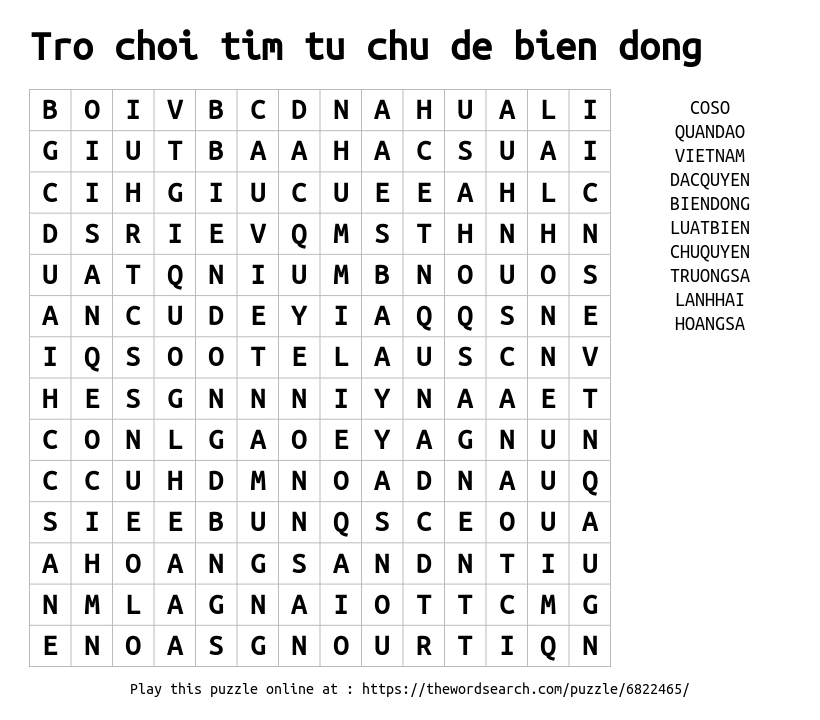 Tro choi tim tu chu de bien dong
B O I V B C D N A H U A L I
G I U T B A A H A C S U A I
C I H G I U C U E E A H L C
D S R I E V Q M S T H N H N
U A T Q N I U M B N O U O S
A N C U D E Y I A Q Q S N E
I Q S O O T E L A U S C N V
H E S G N N N I Y N A A E T
C O N L G A O E Y A G N U N
C C U H D M N O A D N A U Q
S I E E B U N Q S C E O U A
A H O A N G S A N D N T I U
N M L A G N A I O T T C M G
E N O A S G N O U R T I Q N
COSO
QUANDAO
VIETNAM
DACQUYEN
BIENDONG
LUATBIEN
CHUQUYEN
TRUONGSA
LANHHAI
HOANGSA
Play this puzzle online at : https://thewordsearch.com/puzzle/6822465/